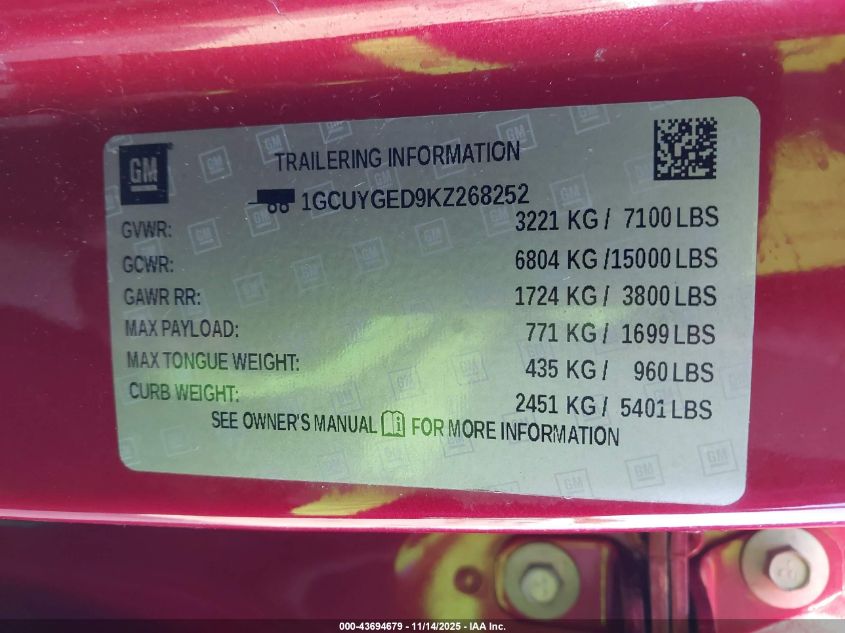 GM
TRAILERING INFORMATION
1GCUYGED9KZ268252
GVWR: 3221 KG / 7100 LBS
GCWR: 6804 KG /15000 LBS
GAWR RR: 1724 KG / 3800 LBS
MAX PAYLOAD: 771 KG / 1699 LBS
MAX TONGUE WEIGHT: 435 KG / 960 LBS
CURB WEIGHT: 2451 KG / 5401 LBS
SEE OWNER'S MANUAL FOR MORE INFORMATION
000-43694679 - 11/14/2025 - IAA Inc.